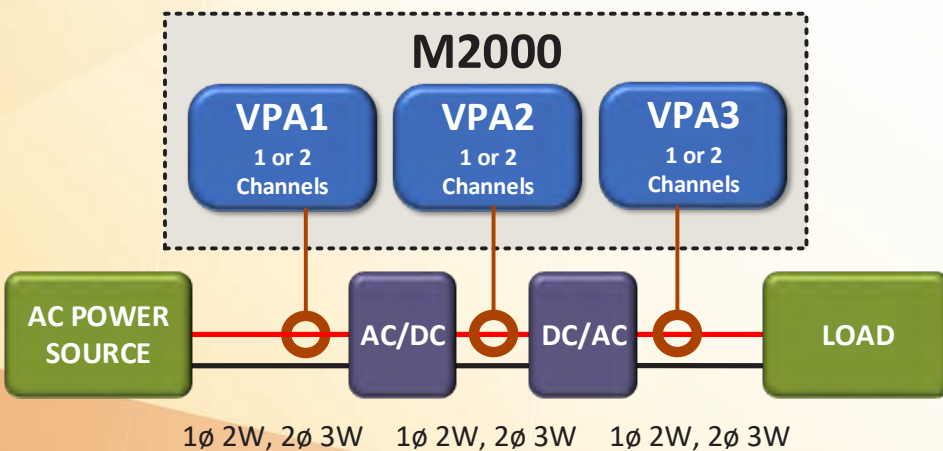 M2000
VPA1
1 or 2
Channels
VPA2
1 or 2
Channels
VPA3
1 or 2
Channels
AC POWER
SOURCE
AC/DC
DC/AC
LOAD
1ø 2W, 2ø 3W
1ø 2W, 2ø 3W
1ø 2W, 2ø 3W